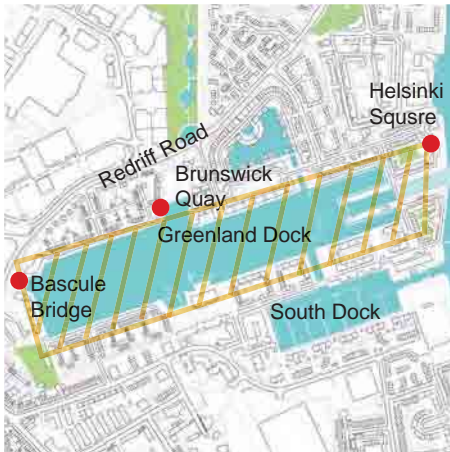 Helsinki
Squsre
Redriff Road
Brunswick
Quay
Greenland Dock
Bascule
Bridge
South Dock